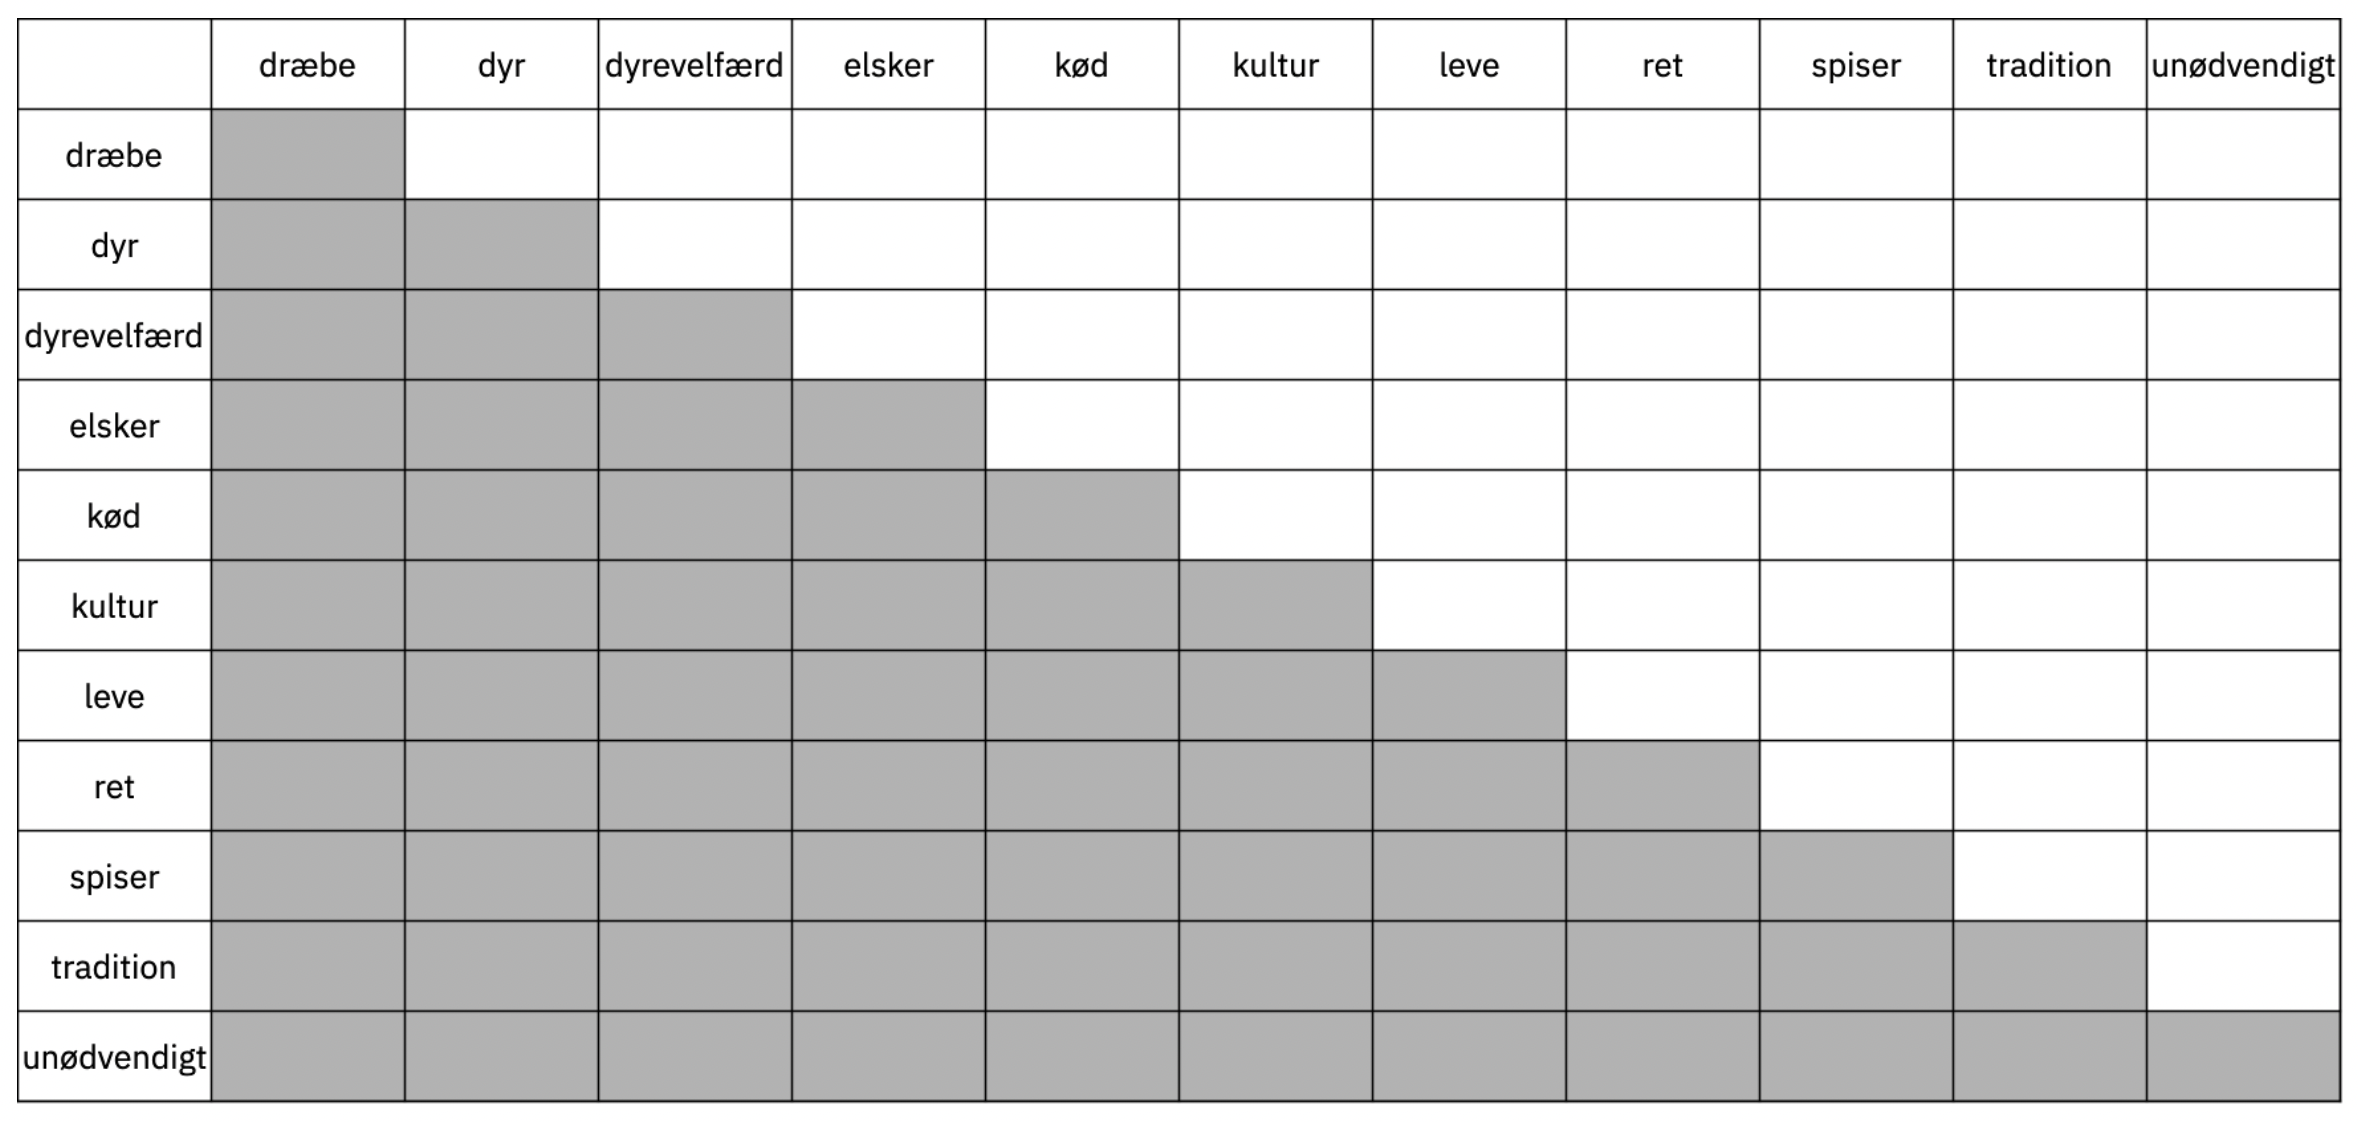 dræbe dyr dyrevelfærd elsker kød kultur leve ret spiser tradition unødvendigt
dræbe
dyr
dyrevelfærd
elsker
kød
kultur
leve
ret
spiser
tradition
unødvendigt